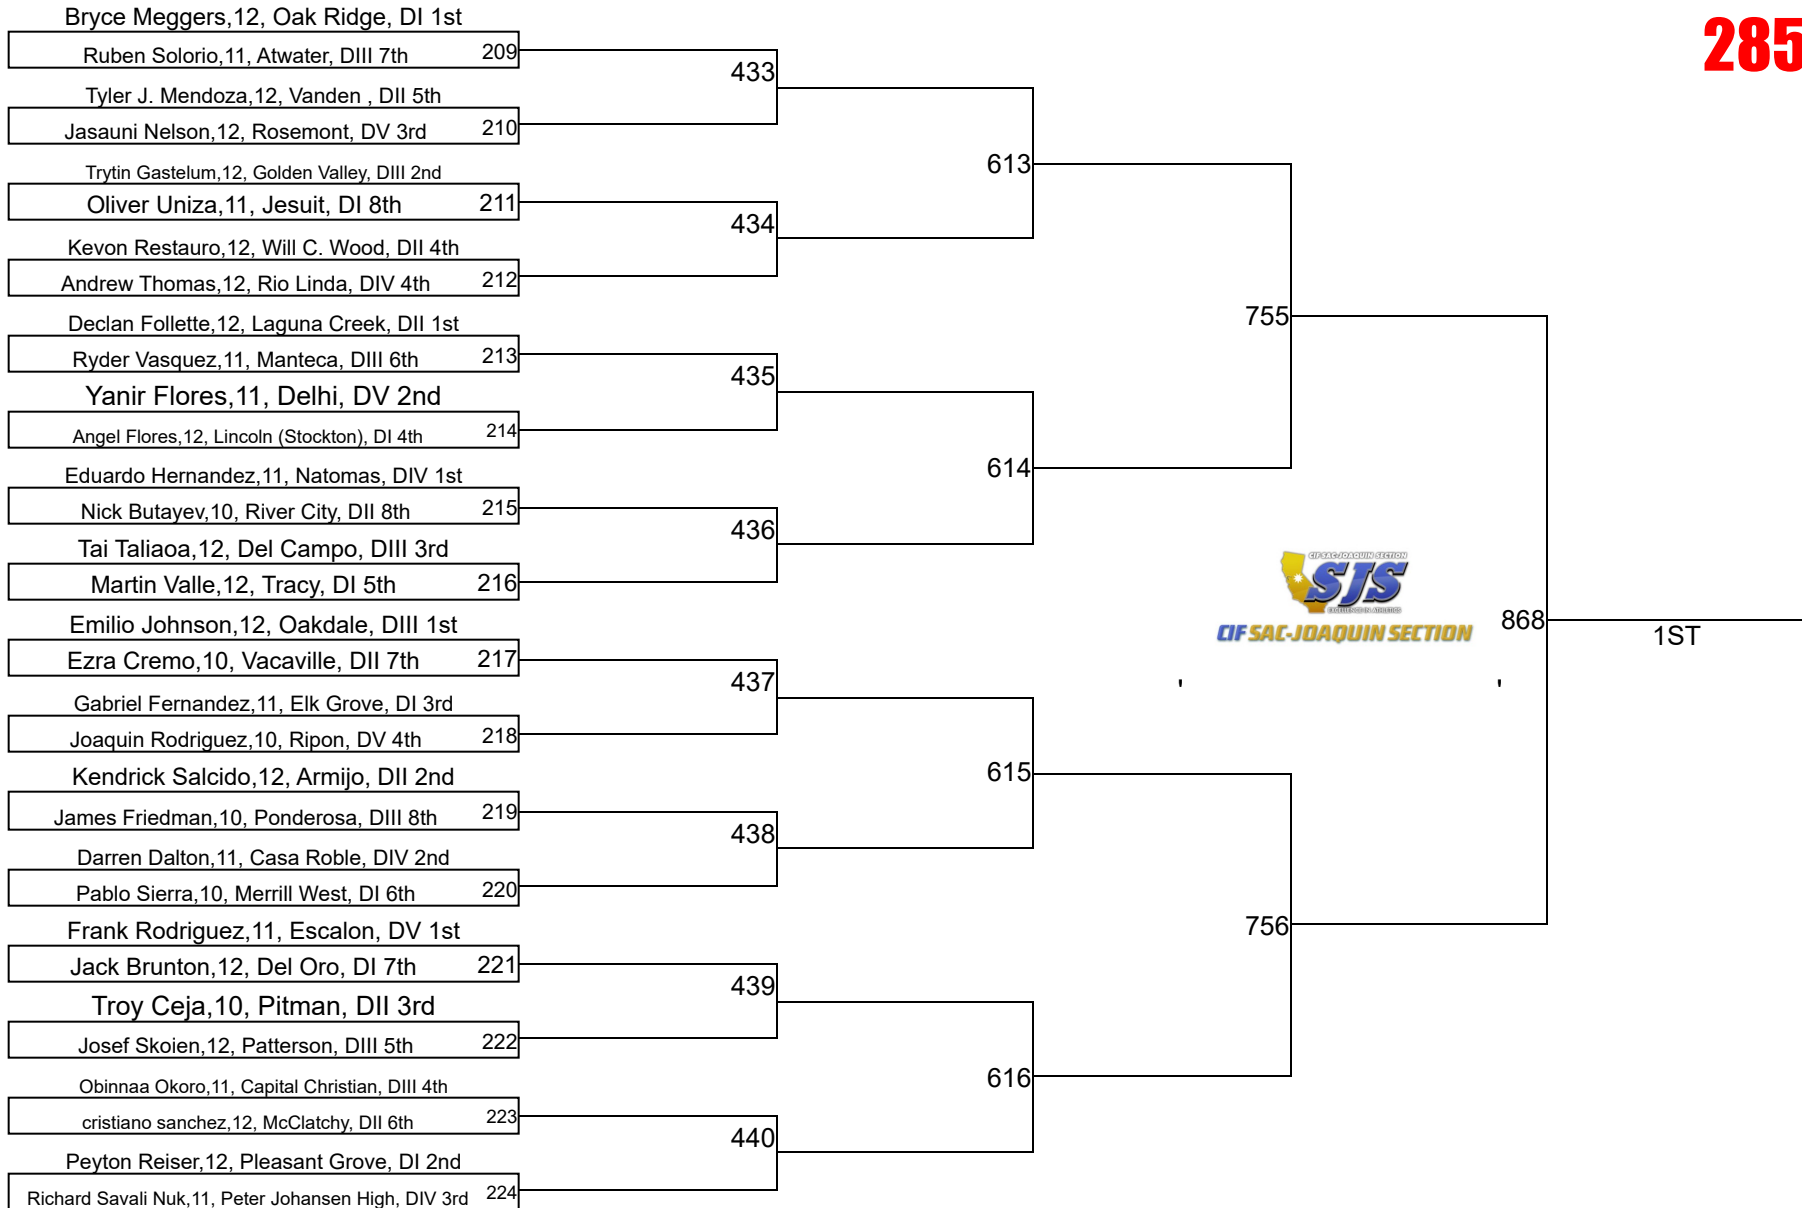 Bryce Meggers,12, Oak Ridge, DI 1st
285
Ruben Solorio,11, Atwater, DIII 7th 209
433
Tyler J. Mendoza,12, Vanden , DII 5th
Jasauni Nelson,12, Rosemont, DV 3rd 210
613
Trytin Gastelum,12, Golden Valley, DIII 2nd
Oliver Uniza,11, Jesuit, DI 8th 211
434
Kevon Restauro,12, Will C. Wood, DII 4th
Andrew Thomas,12, Rio Linda, DIV 4th 212
755
Declan Follette,12, Laguna Creek, DII 1st
Ryder Vasquez,11, Manteca, DIII 6th 213
435
Yanir Flores,11, Delhi, DV 2nd
Angel Flores,12, Lincoln (Stockton), DI 4th 214
614
Eduardo Hernandez,11, Natomas, DIV 1st
Nick Butayev,10, River City, DII 8th 215
436
Tai Taliaoa,12, Del Campo, DIII 3rd
Martin Valle,12, Tracy, DI 5th 216
CIF SAC-JOAQUIN SECTION
SJS
EXCELLENCE IN ATHLETICS
CIF SAC-JOAQUIN SECTION
868
1ST
Emilio Johnson,12, Oakdale, DIII 1st
Ezra Cremo,10, Vacaville, DII 7th 217
437
' '
Gabriel Fernandez,11, Elk Grove, DI 3rd
Joaquin Rodriguez,10, Ripon, DV 4th 218
615
Kendrick Salcido,12, Armijo, DII 2nd
James Friedman,10, Ponderosa, DIII 8th 219
438
Darren Dalton,11, Casa Roble, DIV 2nd
Pablo Sierra,10, Merrill West, DI 6th 220
756
Frank Rodriguez,11, Escalon, DV 1st
Jack Brunton,12, Del Oro, DI 7th 221
439
Troy Ceja,10, Pitman, DII 3rd
Josef Skoien,12, Patterson, DIII 5th 222
616
Obinnaa Okoro,11, Capital Christian, DIII 4th
cristiano sanchez,12, McClatchy, DII 6th 223
440
Peyton Reiser,12, Pleasant Grove, DI 2nd
Richard Savali Nuk,11, Peter Johansen High, DIV 3rd 224